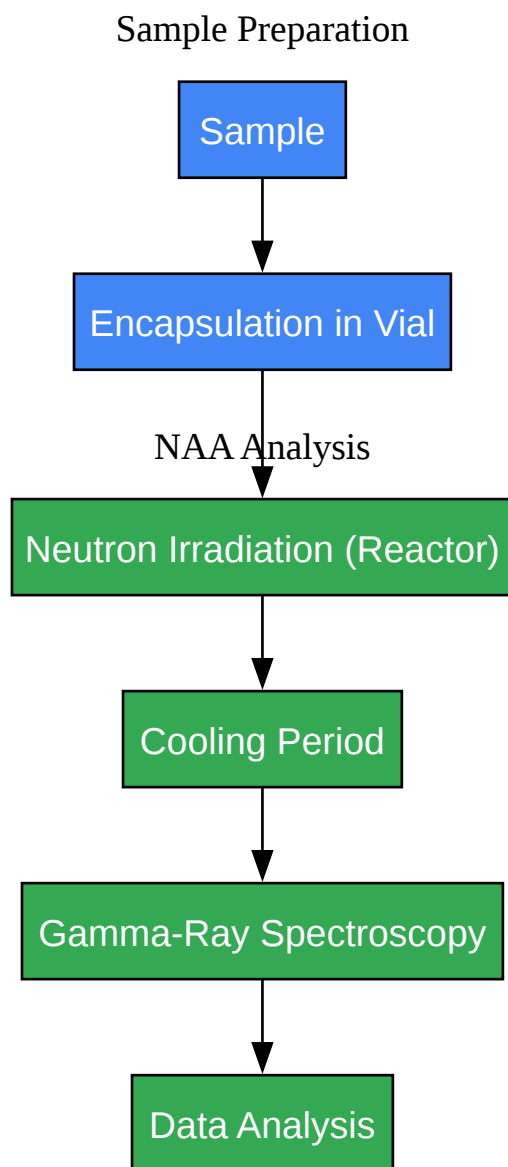 Sample Preparation
Sample
Encapsulation in Vial
NAA Analysis
Neutron Irradiation (Reactor)
Cooling Period
Gamma-Ray Spectroscopy
Data Analysis